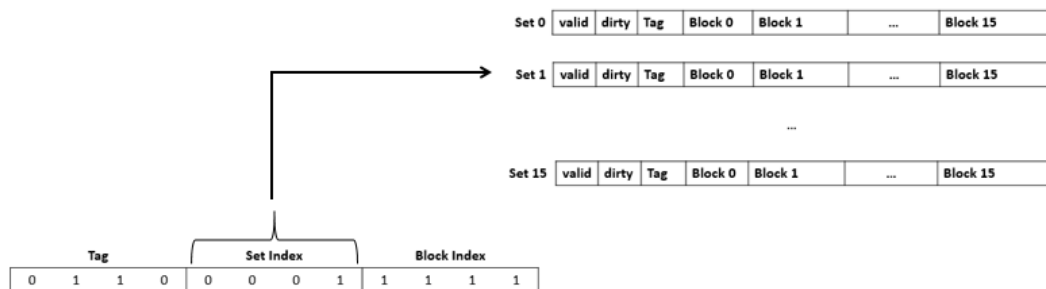 Set 0 valid dirty Tag Block 0 Block 1 ... Block 15
Set 1 valid dirty Tag Block 0 Block 1 ... Block 15
...
Set 15 valid dirty Tag Block 0 Block 1 ... Block 15
Tag Set Index Block Index
0 1 1 0 0 0 0 1 1 1 1 1